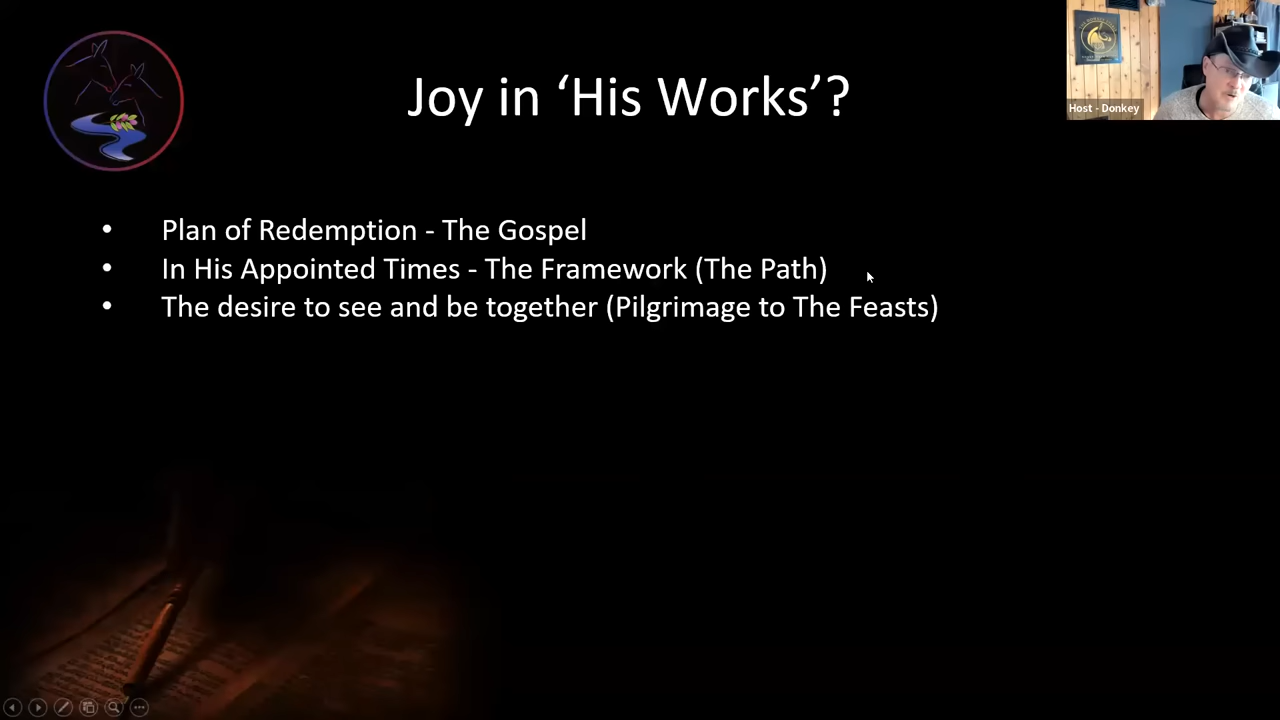 Joy in ‘His Works’?
Host - Donkey
• Plan of Redemption - The Gospel
• In His Appointed Times - The Framework (The Path)
• The desire to see and be together (Pilgrimage to The Feasts)